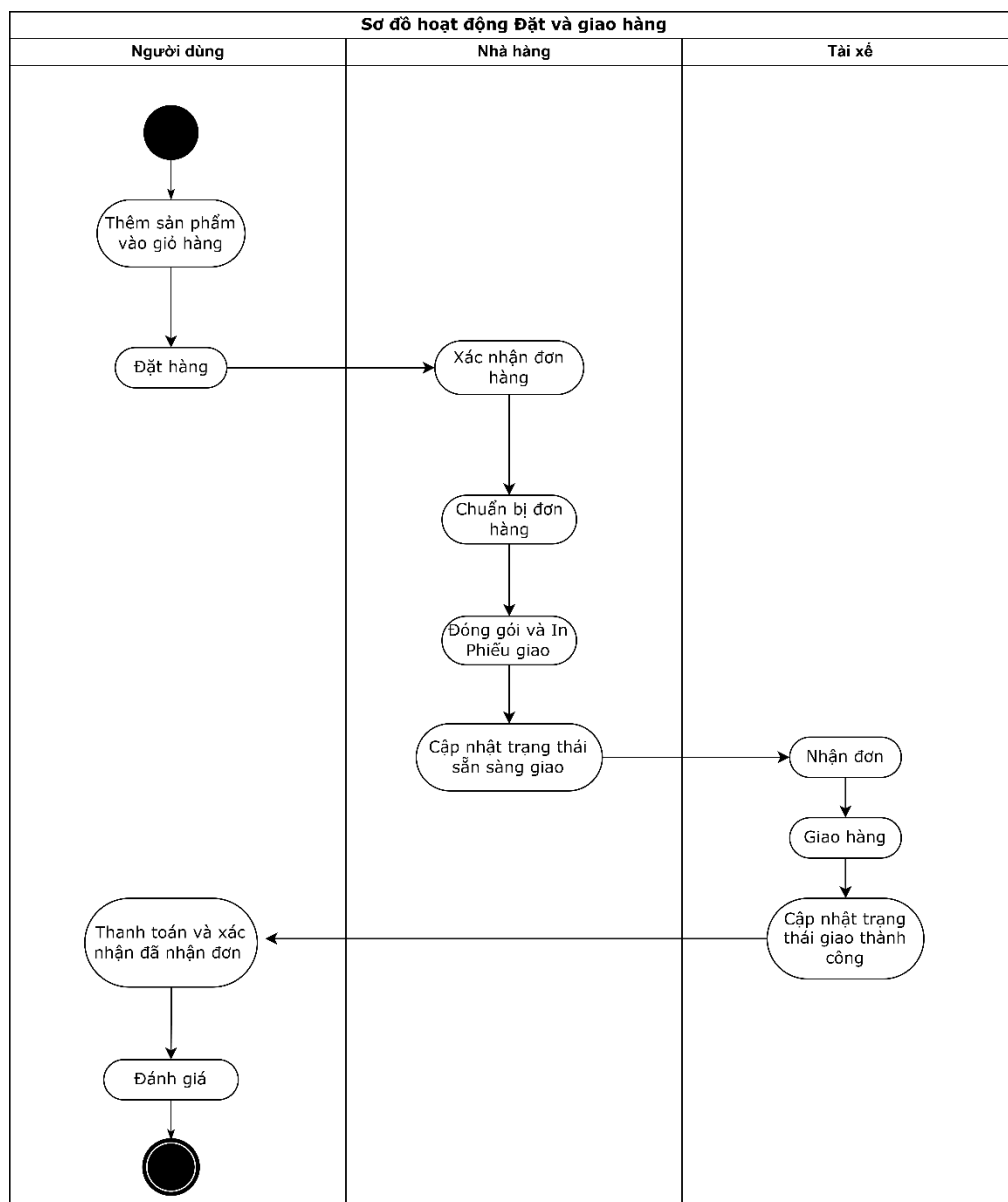 Sơ đồ hoạt động Đặt và giao hàng
Người dùng
Nhà hàng
Tài xế
Thêm sản phẩm
vào giỏ hàng
Đặt hàng
Xác nhận đơn
hàng
Chuẩn bị đơn
hàng
Đóng gói và In
Phiếu giao
Cập nhật trạng thái
sẵn sàng giao
Nhận đơn
Giao hàng
Cập nhật trạng
thái giao thành
công
Thanh toán và xác
nhận đã nhận đơn
Đánh giá